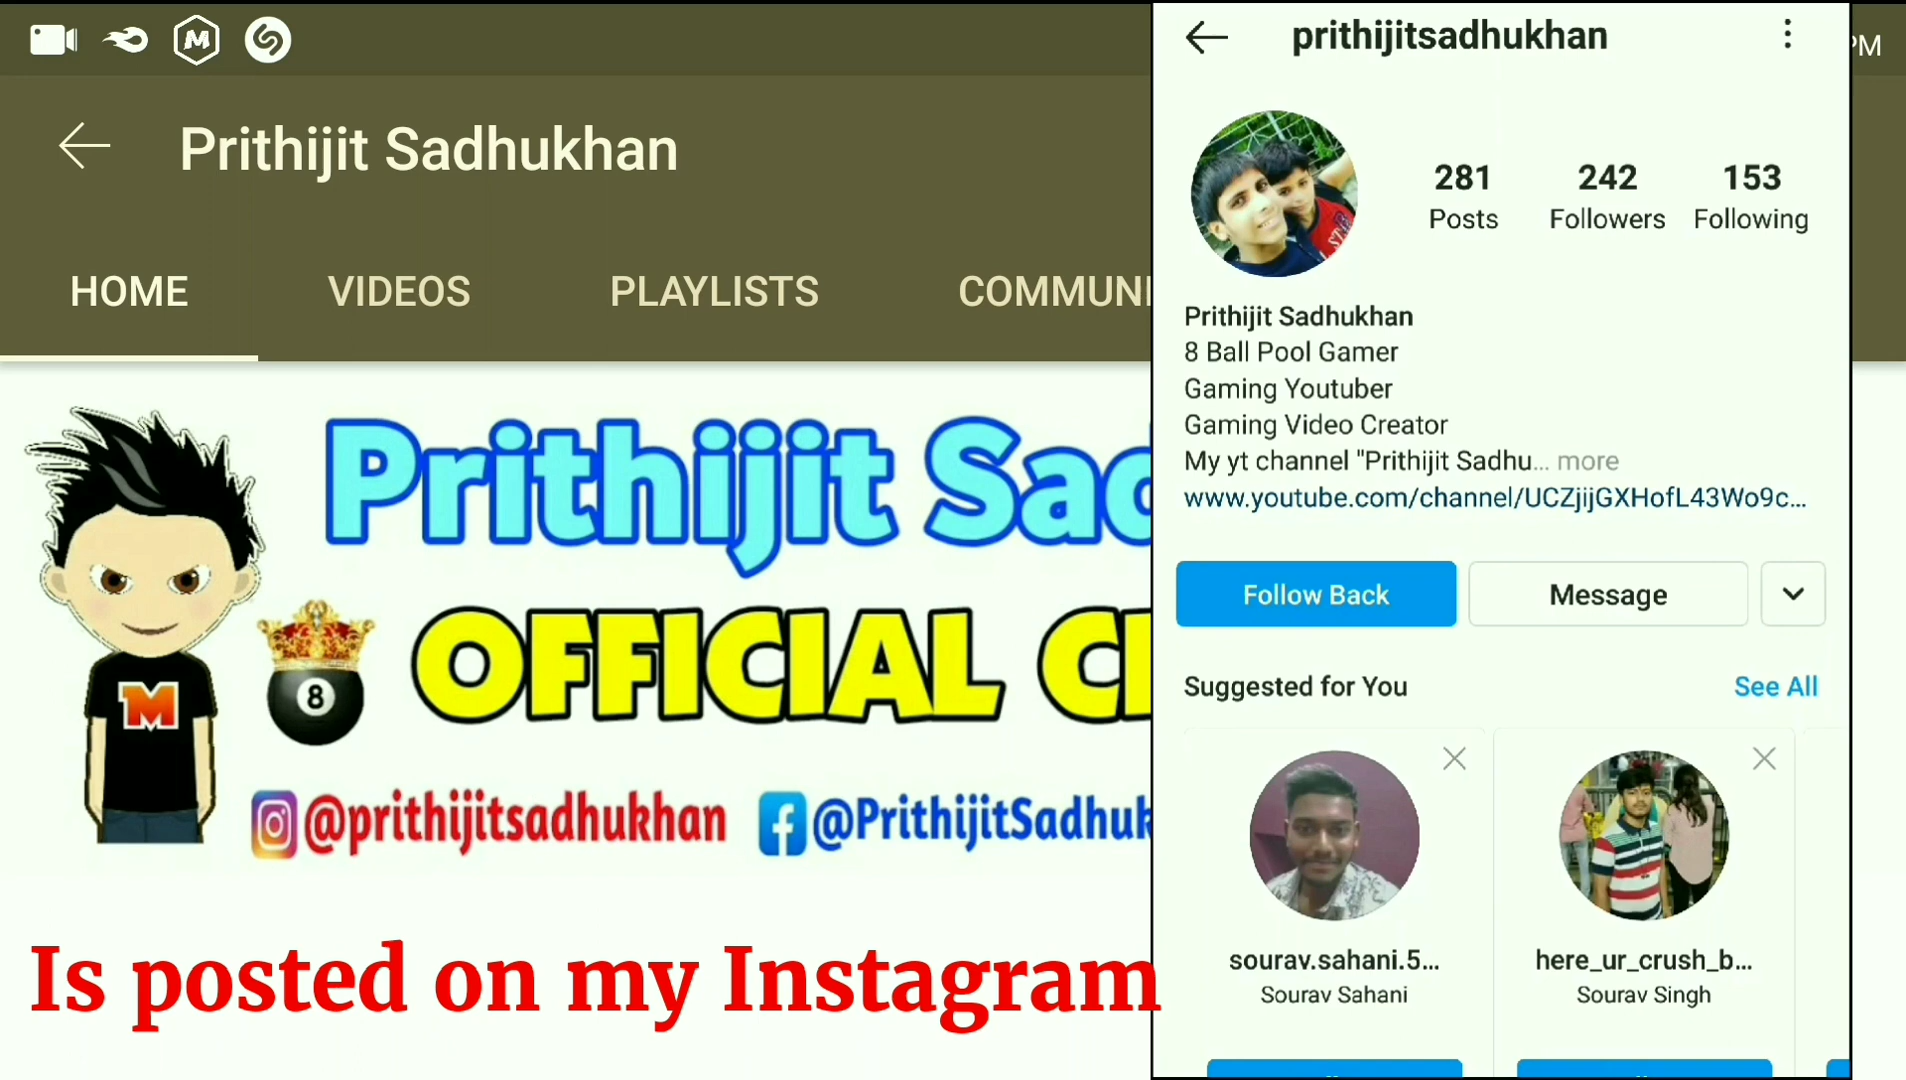 Prithijit Sadhukhan
HOME VIDEOS PLAYLISTS COMMUNI
Prithijit Sad
8 OFFICIAL C
M
@prithijitsadhukhan @PrithijitSadhuk
Is posted on my Instagram
PM
prithijitsadhukhan
281 242 153
Posts Followers Following
Prithijit Sadhukhan
8 Ball Pool Gamer
Gaming Youtuber
Gaming Video Creator
My yt channel "Prithijit Sadhu... more
www.youtube.com/channel/UCZjijGXHofL43Wo9c...
Follow Back Message
Suggested for You See All
sourav.sahani.5... here_ur_crush_b...
Sourav Sahani Sourav Singh